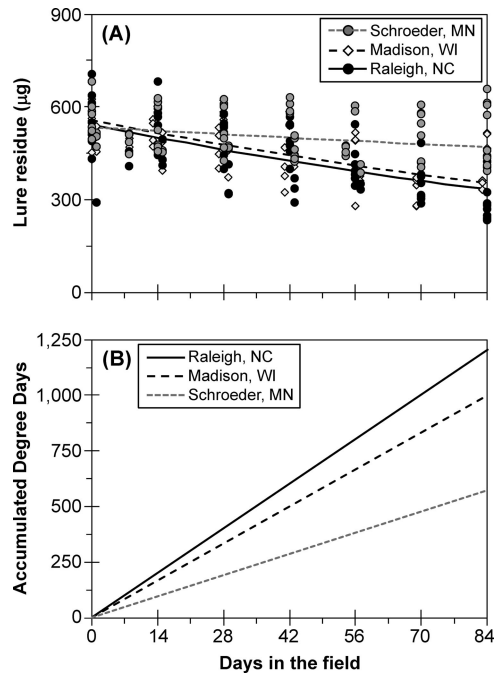 (A)
Schroeder, MN
Madison, WI
Raleigh, NC
Lure residue (µg)
900
600
300
0
(B)
Raleigh, NC
Madison, WI
Schroeder, MN
Accumulated Degree Days
1,250
1,000
750
500
250
0
0 14 28 42 56 70 84
Days in the field